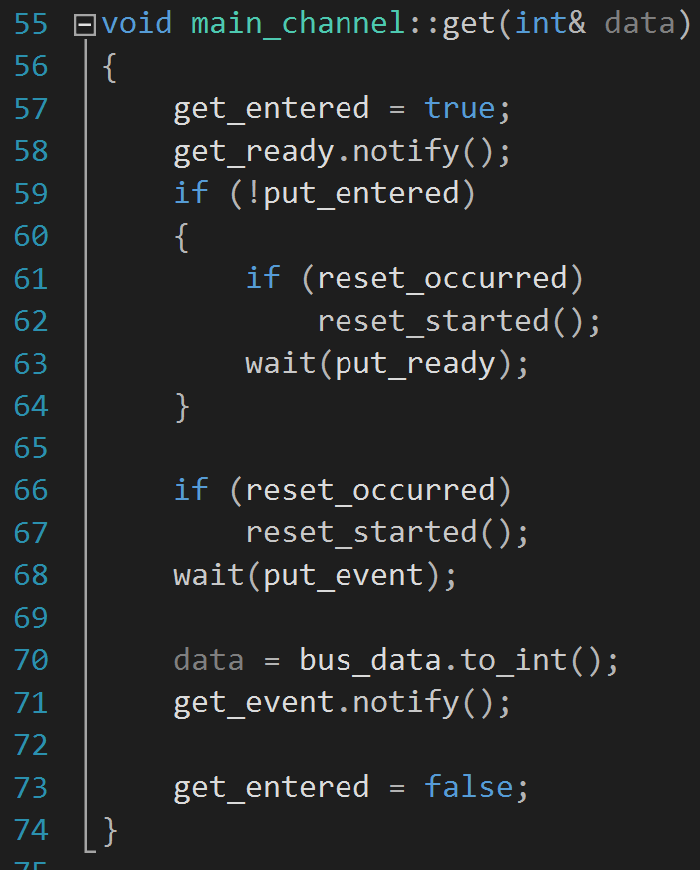 55 void main_channel::get(int& data)
56 {
57     get_entered = true;
58     get_ready.notify();
59     if (!put_entered)
60     {
61         if (reset_occurred)
62             reset_started();
63         wait(put_ready);
64     }
65
66     if (reset_occurred)
67         reset_started();
68     wait(put_event);
69
70     data = bus_data.to_int();
71     get_event.notify();
72
73     get_entered = false;
74 }
75